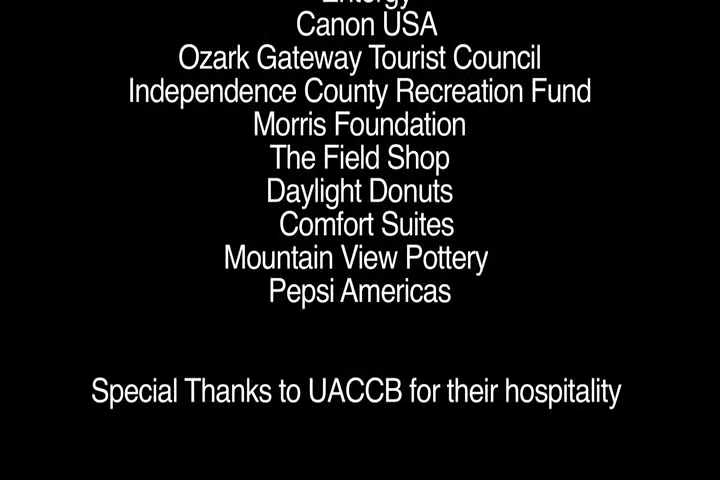 Entergy
Canon USA
Ozark Gateway Tourist Council
Independence County Recreation Fund
Morris Foundation
The Field Shop
Daylight Donuts
Comfort Suites
Mountain View Pottery
Pepsi Americas
Special Thanks to UACCB for their hospitality